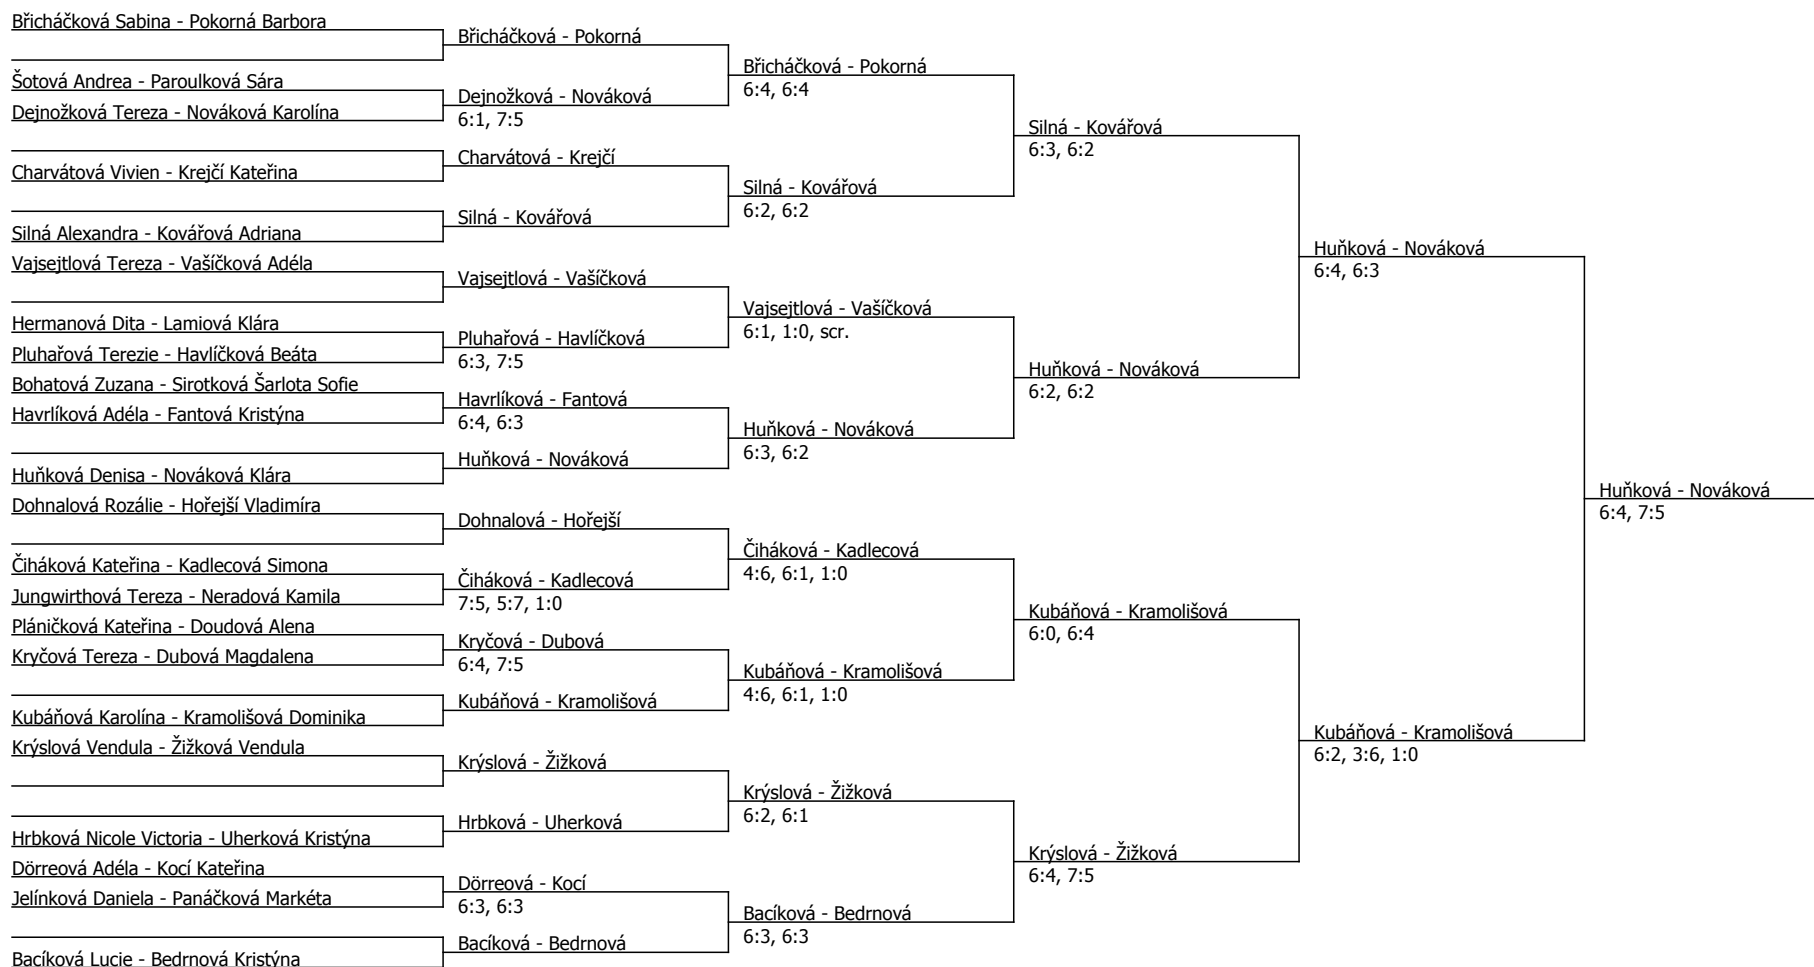 Břicháčková Sabina - Pokorná Barbora
Šotová Andrea - Paroulková Sára
Dejnožková Tereza - Nováková Karolína
Charvátová Vivien - Krejčí Kateřina
Silná Alexandra - Kovářová Adriana
Vajsejtlová Tereza - Vašíčková Adéla
Hermanová Dita - Lamiová Klára
Pluhařová Terezie - Havlíčková Beáta
Bohatová Zuzana - Sirotková Šarlota Sofie
Havrlíková Adéla - Fantová Kristýna
Huňková Denisa - Nováková Klára
Dohnalová Rozálie - Hořejší Vladimíra
Čiháková Kateřina - Kadlecová Simona
Jungwirthová Tereza - Neradová Kamila
Pláničková Kateřina - Doudová Alena
Kryčová Tereza - Dubová Magdalena
Kubáňová Karolína - Kramolišová Dominika
Krýslová Vendula - Žižková Vendula
Hrbková Nicole Victoria - Uherková Kristýna
Dörreová Adéla - Kocí Kateřina
Jelínková Daniela - Panáčková Markéta
Bacíková Lucie - Bedrnová Kristýna
Břicháčková - Pokorná
Dejnožková - Nováková
6:1, 7:5
Charvátová - Krejčí
Silná - Kovářová
Vajsejtlová - Vašíčková
Pluhařová - Havlíčková
6:3, 7:5
Havrlíková - Fantová
6:4, 6:3
Huňková - Nováková
Dohnalová - Hořejší
Čiháková - Kadlecová
7:5, 5:7, 1:0
Kryčová - Dubová
6:4, 7:5
Kubáňová - Kramolišová
Krýslová - Žižková
Hrbková - Uherková
Dörreová - Kocí
6:3, 6:3
Bacíková - Bedrnová
Břicháčková - Pokorná
6:4, 6:4
Silná - Kovářová
6:2, 6:2
Vajsejtlová - Vašíčková
6:1, 1:0, scr.
Huňková - Nováková
6:3, 6:2
Čiháková - Kadlecová
4:6, 6:1, 1:0
Kubáňová - Kramolišová
4:6, 6:1, 1:0
Krýslová - Žižková
6:2, 6:1
Bacíková - Bedrnová
6:3, 6:3
Silná - Kovářová
6:3, 6:2
Huňková - Nováková
6:2, 6:2
Kubáňová - Kramolišová
6:0, 6:4
Krýslová - Žižková
6:4, 7:5
Huňková - Nováková
6:4, 6:3
Kubáňová - Kramolišová
6:2, 3:6, 1:0
Huňková - Nováková
6:4, 7:5